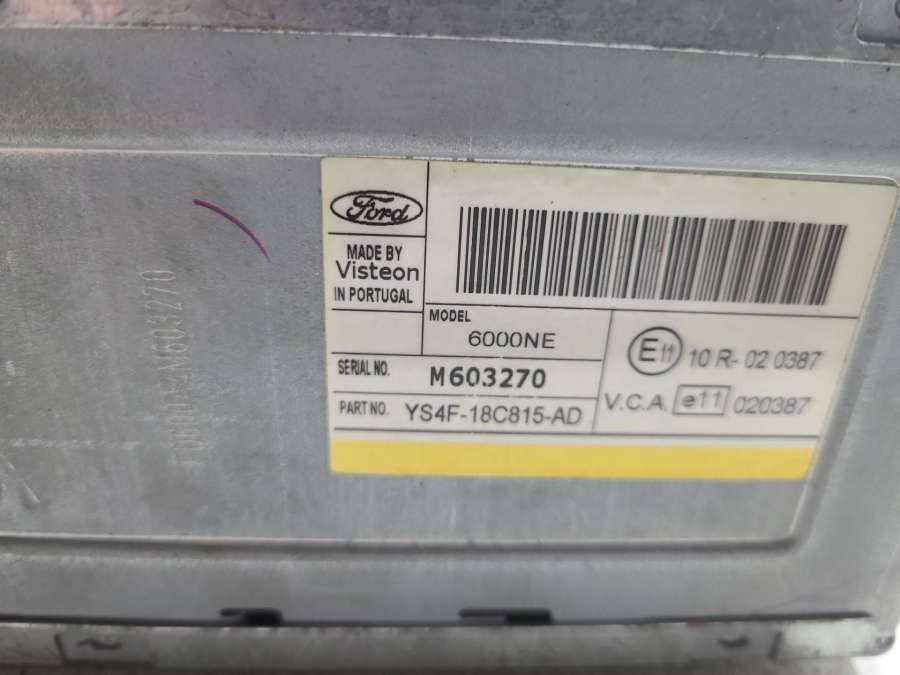 Ford
MADE BY
Visteon
IN PORTUGAL
MODEL
6000NE
SERIAL NO.
M603270
PART NO.
YS4F-18C815-AD
E11 10 R- 02 0387
V.C.A. e11 020387
M603270